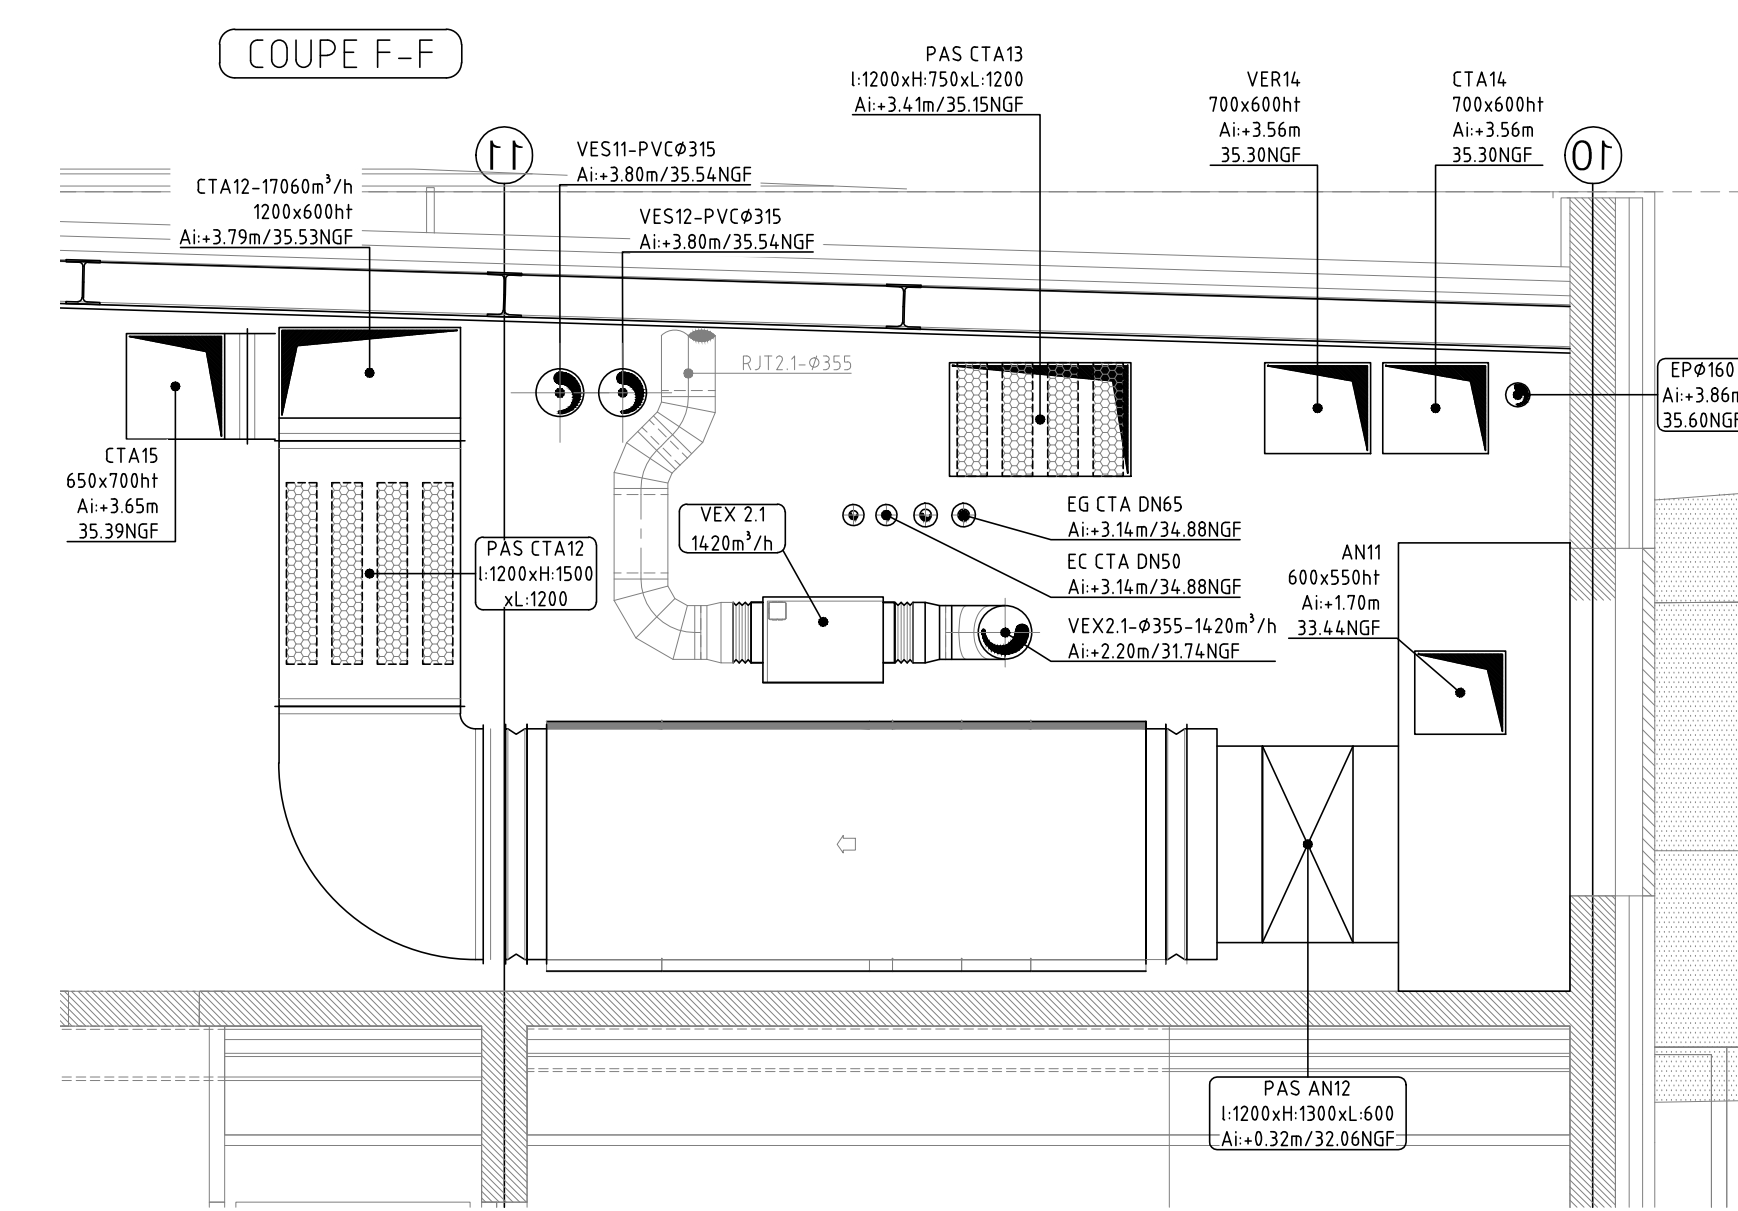 COUPE F-F
PAS CTA13
l:1200xH:750xL:1200
Ai:+3.41m/35.15NGF
VER14
700x600ht
Ai:+3.56m
35.30NGF
CTA14
700x600ht
Ai:+3.56m
35.30NGF
11
10
VES11-PVCφ315
Ai:+3.80m/35.54NGF
CTA12-17060m³/h
1200x600ht
Ai:+3.79m/35.53NGF
VES12-PVCφ315
Ai:+3.80m/35.54NGF
RJT2.1-φ355
EPφ160
Ai:+3.86m
35.60NGF
CTA15
650x700ht
Ai:+3.65m
35.39NGF
VEX 2.1
1420m³/h
EG CTA DN65
Ai:+3.14m/34.88NGF
EC CTA DN50
Ai:+3.14m/34.88NGF
PAS CTA12
l:1200xH:1500
xL:1200
AN11
600x550ht
Ai:+1.70m
33.44NGF
VEX2.1-φ355-1420m³/h
Ai:+2.20m/31.74NGF
PAS AN12
l:1200xH:1300xL:600
Ai:+0.32m/32.06NGF